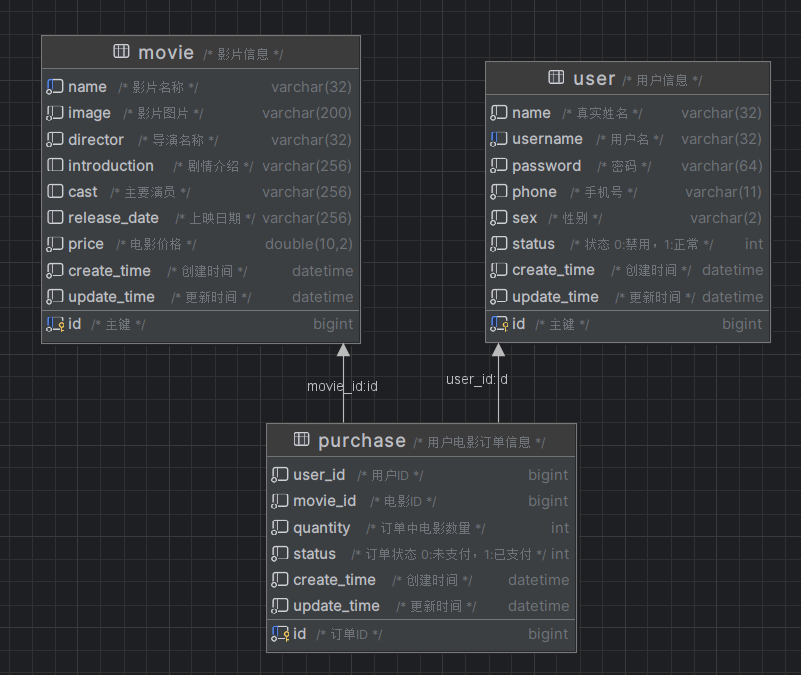 movie /* 影片信息 */
name /* 影片名称 */ varchar(32)
image /* 影片图片 */ varchar(200)
director /* 导演名称 */ varchar(32)
introduction /* 剧情介绍 */ varchar(256)
cast /* 主要演员 */ varchar(256)
release_date /* 上映日期 */ varchar(256)
price /* 电影价格 */ double(10,2)
create_time /* 创建时间 */ datetime
update_time /* 更新时间 */ datetime
id /* 主键 */ bigint
user /* 用户信息 */
name /* 真实姓名 */ varchar(32)
username /* 用户名 */ varchar(32)
password /* 密码 */ varchar(64)
phone /* 手机号 */ varchar(11)
sex /* 性别 */ varchar(2)
status /* 状态 0:禁用，1:正常 */ int
create_time /* 创建时间 */ datetime
update_time /* 更新时间 */ datetime
id /* 主键 */ bigint
movie_id:id
user_id:id
purchase /* 用户电影订单信息 */
user_id /* 用户ID */ bigint
movie_id /* 电影ID */ bigint
quantity /* 订单中电影数量 */ int
status /* 订单状态 0:未支付，1:已支付 */ int
create_time /* 创建时间 */ datetime
update_time /* 更新时间 */ datetime
id /* 订单ID */ bigint